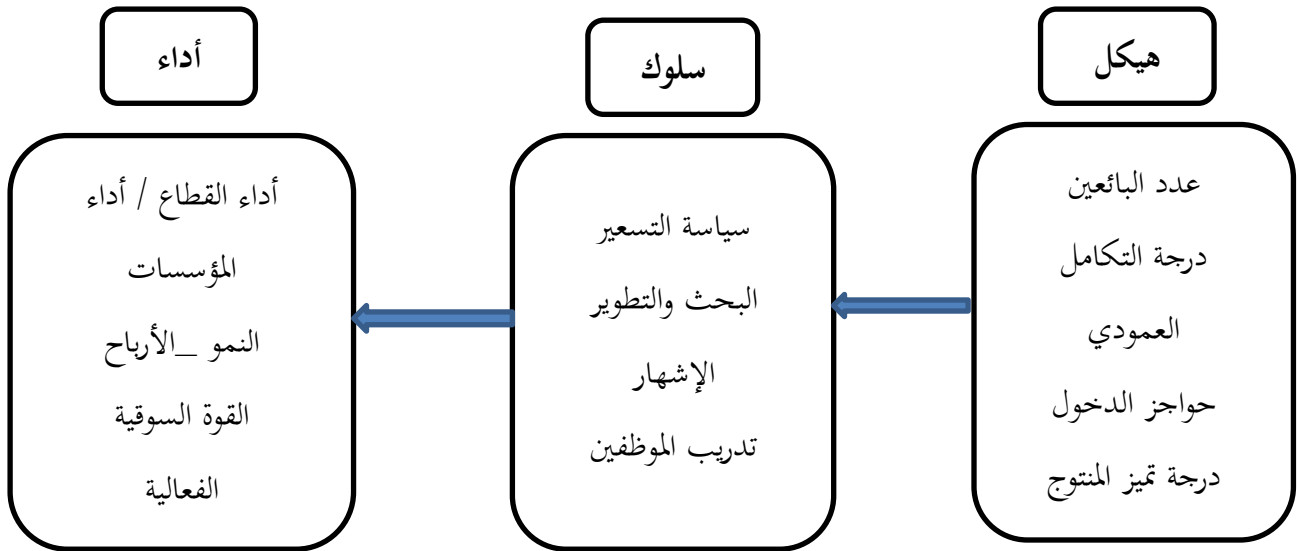 هيكل
عدد البائعين
درجة التكامل
العمودي
حواجز الدخول
درجة تميز المنتوج
سلوك
سياسة التسعير
البحث والتطوير
الإشهار
تدريب الموظفين
أداء
أداء القطاع / أداء
المؤسسات
النمو _الأرباح
القوة السوقية
الفعالية